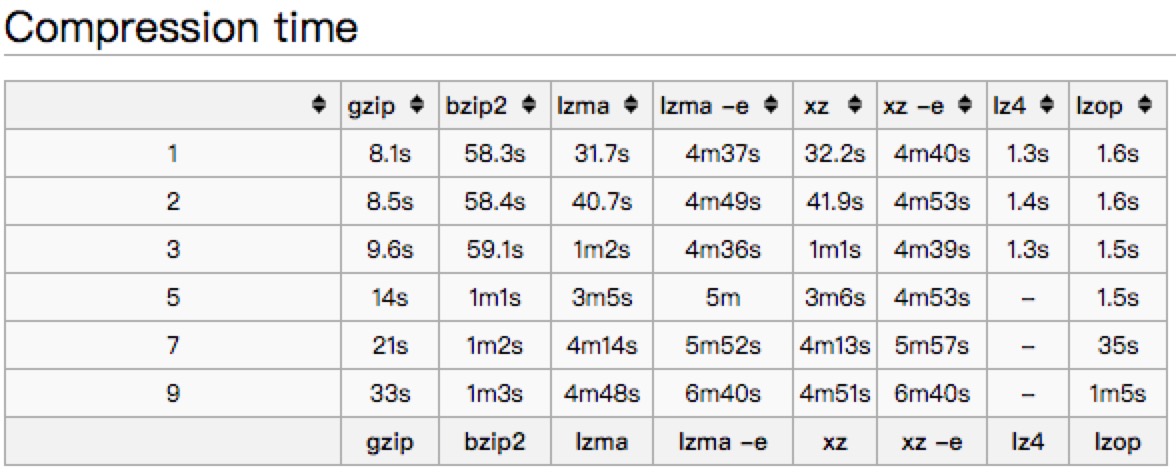 Compression time
gzip bzip2 lzma lzma -e xz xz -e lz4 lzop
1 8.1s 58.3s 31.7s 4m37s 32.2s 4m40s 1.3s 1.6s
2 8.5s 58.4s 40.7s 4m49s 41.9s 4m53s 1.4s 1.6s
3 9.6s 59.1s 1m2s 4m36s 1m1s 4m39s 1.3s 1.5s
5 14s 1m1s 3m5s 5m 3m6s 4m53s – 1.5s
7 21s 1m2s 4m14s 5m52s 4m13s 5m57s – 35s
9 33s 1m3s 4m48s 6m40s 4m51s 6m40s – 1m5s
gzip bzip2 lzma lzma -e xz xz -e lz4 lzop